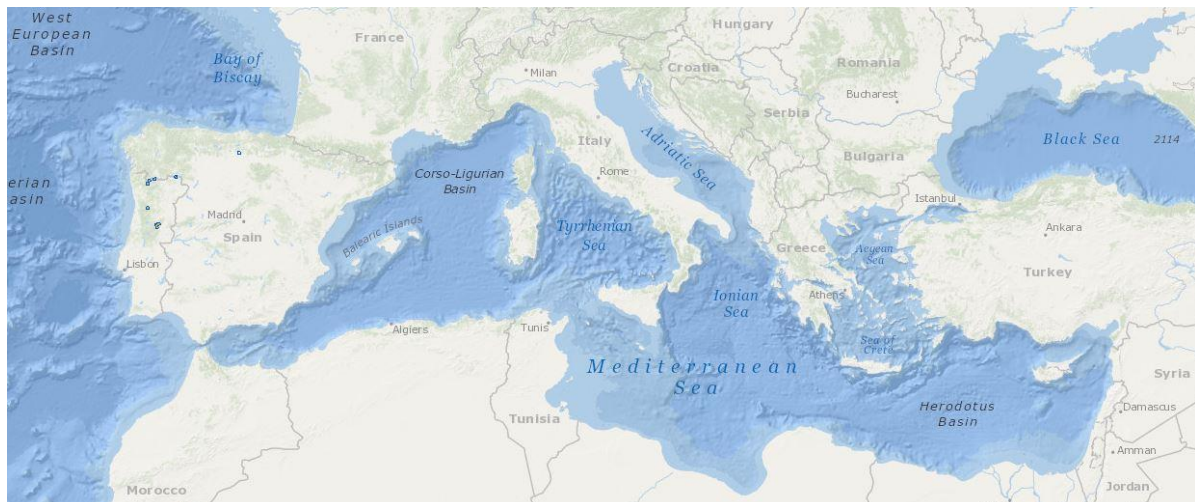 West
European
Basin
France
Hungary
Bay of
Biscay
Milan
Croatia
Romania
Bucharest
Serbia
Italy
Adriatic Sea
Black Sea
2114
Bulgaria
erian
asin
Corso-Ligurian
Basin
Rome
Istanbul
Madrid
Spain
Balearic Islands
Tyrrhenian
Sea
Greece
Aegean
Sea
Ankara
Turkey
Lisbon
Ionian
Sea
Athens
Algiers
Tunis
Sea of
Crete
Mediterranean
Sea
Syria
Herodotus
Basin
Damascus
Tunisia
Amman
Morocco
Jordan